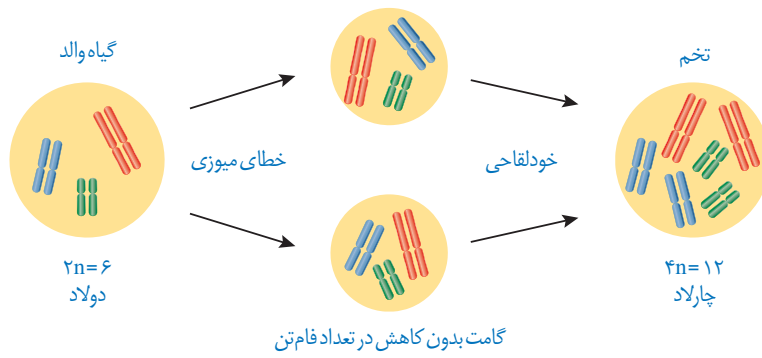 گیاه والد
تخم
خطای میوزی
خودلقاحی
۲n=۶
دولاد
۴n=۱۲
چارلاد
گامت بدون کاهش در تعداد فام‌تن